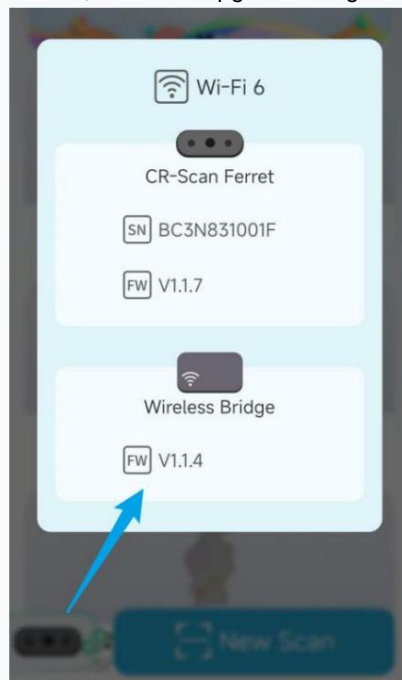 Wi-Fi 6
CR-Scan Ferret
SN BC3N831001F
FW V1.1.7
Wireless Bridge
FW V1.1.4
New Scan